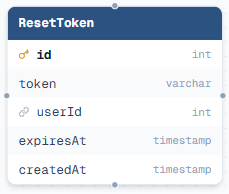 ResetToken
id int
token varchar
userId int
expiresAt timestamp
createdAt timestamp